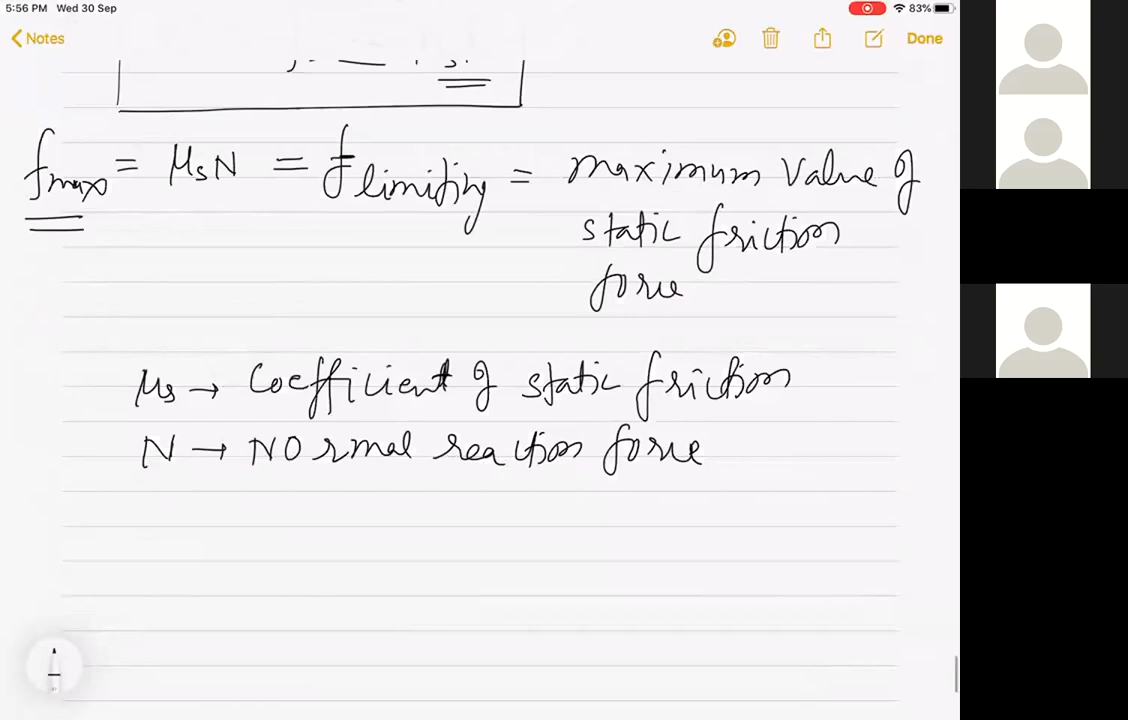 5:56 PM Wed 30 Sep
83%
Notes
Done
fmax = μsN = flimiting = maximum value of
static friction
force
μs → Coefficient of static friction
N → NOrmal reaction force